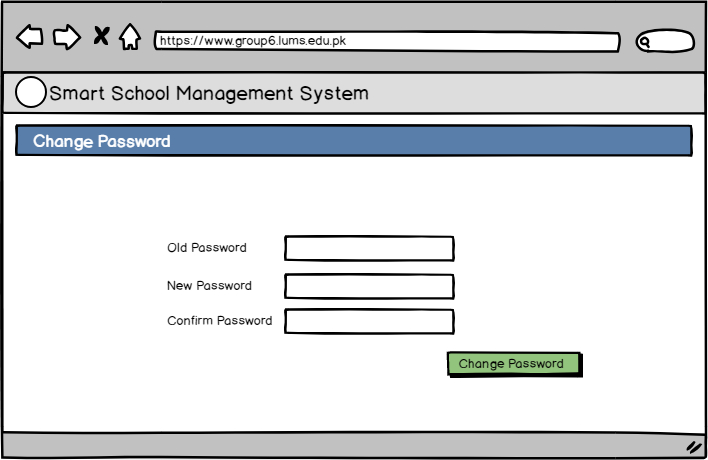 https://www.group6.lums.edu.pk
Smart School Management System
Change Password
Old Password
New Password
Confirm Password
Change Password